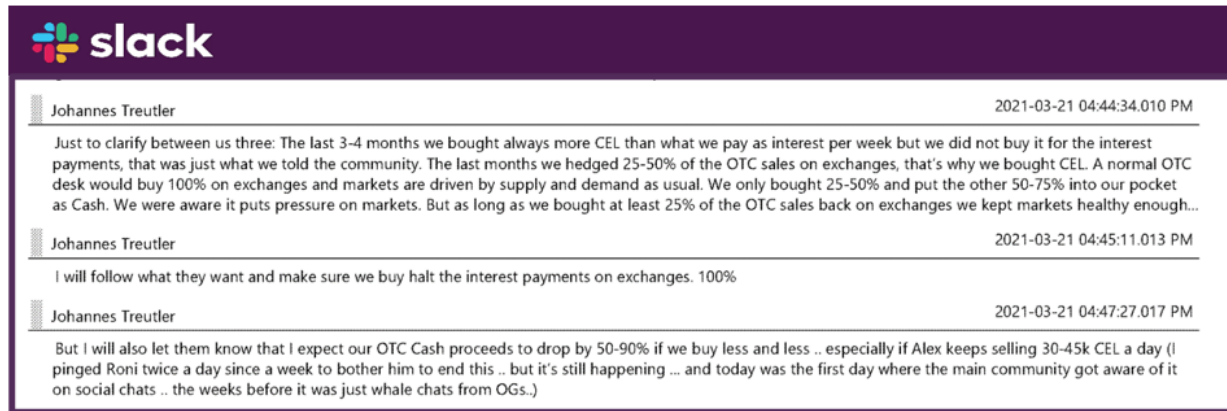 slack
Johannes Treutler
2021-03-21 04:44:34.010 PM
Just to clarify between us three: The last 3-4 months we bought always more CEL than what we pay as interest per week but we did not buy it for the interest
payments, that was just what we told the community. The last months we hedged 25-50% of the OTC sales on exchanges, that's why we bought CEL. A normal OTC
desk would buy 100% on exchanges and markets are driven by supply and demand as usual. We only bought 25-50% and put the other 50-75% into our pocket
as Cash. We were aware it puts pressure on markets. But as long as we bought at least 25% of the OTC sales back on exchanges we kept markets healthy enough...
Johannes Treutler
2021-03-21 04:45:11.013 PM
I will follow what they want and make sure we buy halt the interest payments on exchanges. 100%
Johannes Treutler
2021-03-21 04:47:27.017 PM
But I will also let them know that I expect our OTC Cash proceeds to drop by 50-90% if we buy less and less .. especially if Alex keeps selling 30-45k CEL a day (I
pinged Roni twice a day since a week to bother him to end this .. but it's still happening ... and today was the first day where the main community got aware of it
on social chats .. the weeks before it was just whale chats from OGs..)